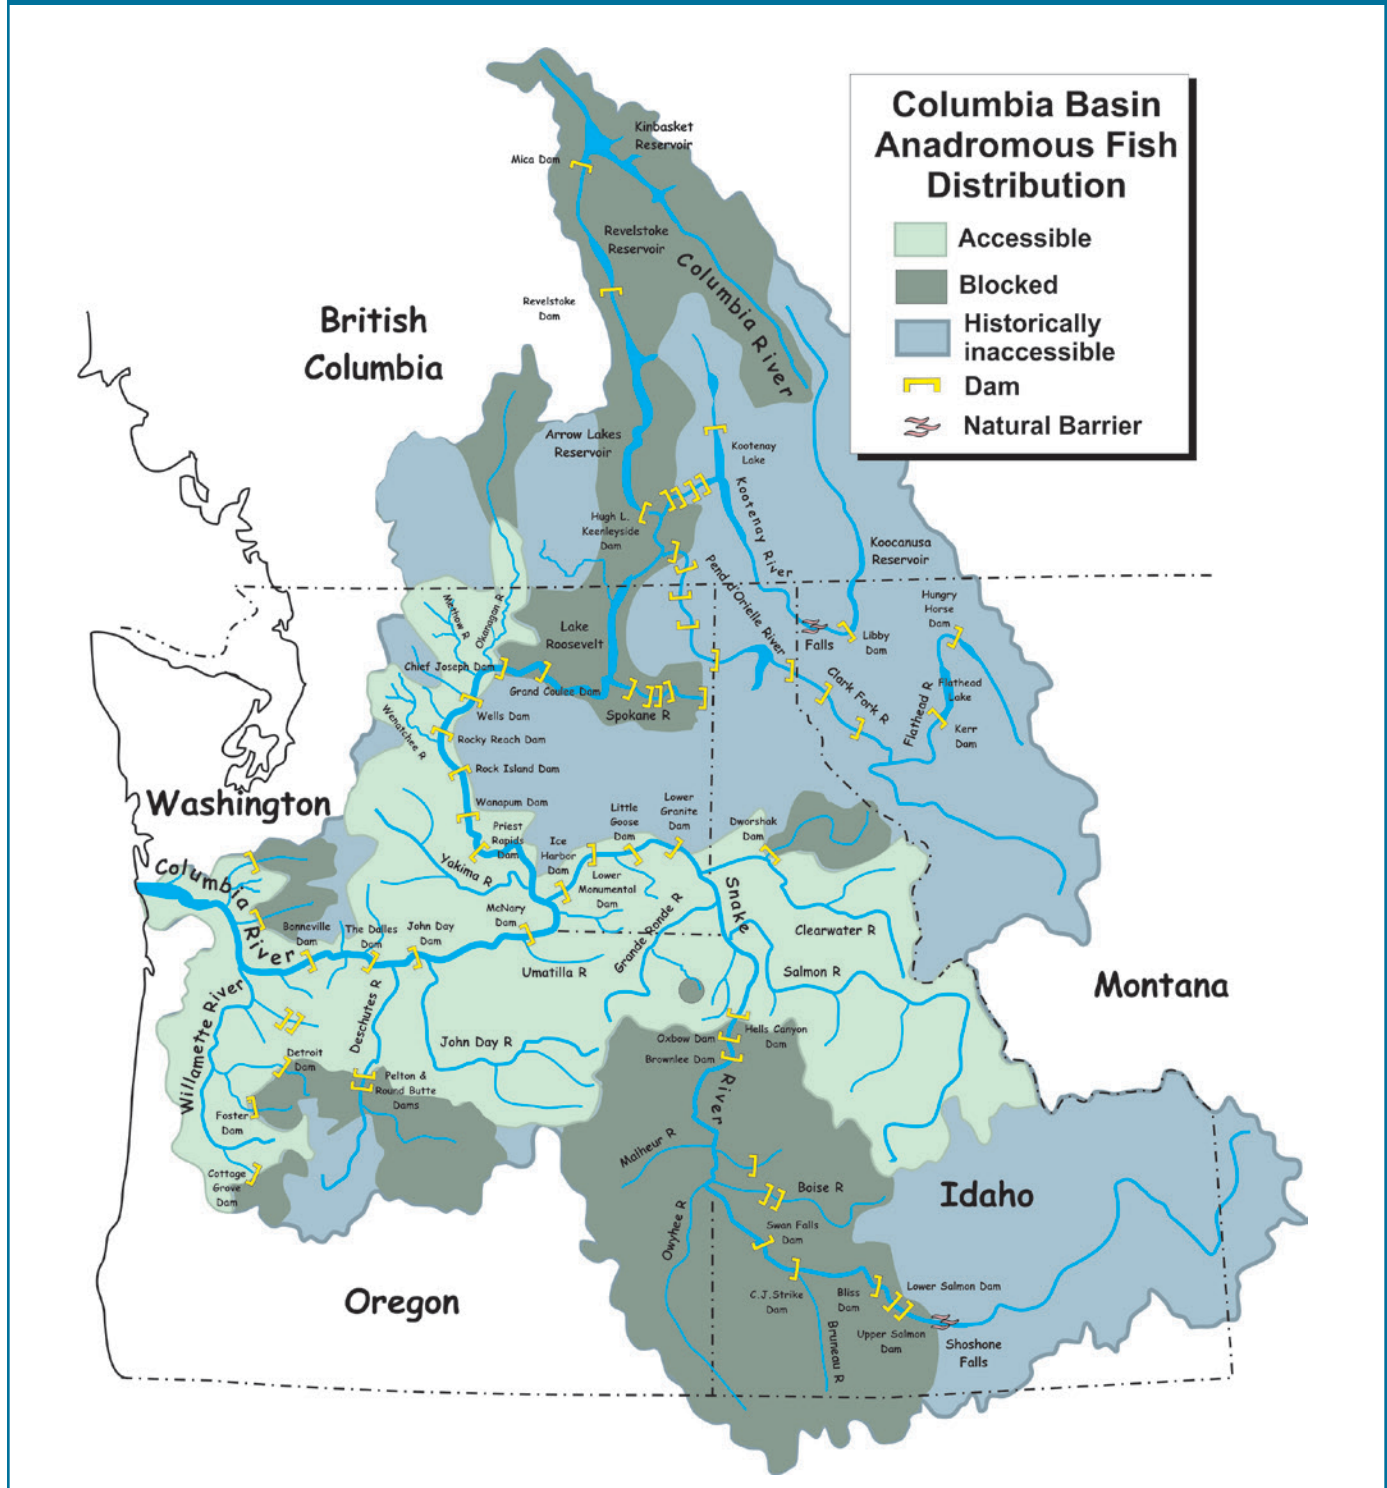 Columbia Basin
Anadromous Fish
Distribution
Accessible
Blocked
Historically
inaccessible
Dam
Natural Barrier
Kinbasket
Reservoir
Mica Dam
Revelstoke
Reservoir
Columbia River
Revelstoke
Dam
British
Columbia
Arrow Lakes
Reservoir
Kootenay
Lake
Kootenay River
Hugh L.
Keenleyside
Dam
Koocanusa
Reservoir
Pend d'Orielle River
Hungry
Horse
Dam
Methow R
Okanagan R
Lake
Roosevelt
Falls
Libby
Dam
Chief Joseph Dam
Grand Coulee Dam
Clark Fork R
Flathead R
Flathead
Lake
Kerr
Dam
Spokane R
Wells Dam
Wenatchee R
Rocky Reach Dam
Rock Island Dam
Washington
Wanapum Dam
Priest
Rapids
Dam
Little
Goose
Dam
Lower
Granite
Dam
Dworshak
Dam
Ice
Harbor
Dam
Yakima R
Lower
Monumental
Dam
Columbia
River
Snake
McNary
Dam
Bonneville
Dam
The Dalles
Dam
John Day
Dam
Grande Ronde R
Clearwater R
Umatilla R
Salmon R
Montana
Willamette River
Deschutes R
John Day R
Oxbow Dam
Hells Canyon
Dam
Brownlee Dam
River
Detroit
Dam
Pelton &
Round Butte
Dams
Foster
Dam
Malheur R
Cottage
Grove
Dam
Boise R
Idaho
Owyhee R
Swan Falls
Dam
Oregon
C.J.Strike
Dam
Bliss
Dam
Lower Salmon Dam
Bruneau R
Upper Salmon
Dam
Shoshone
Falls